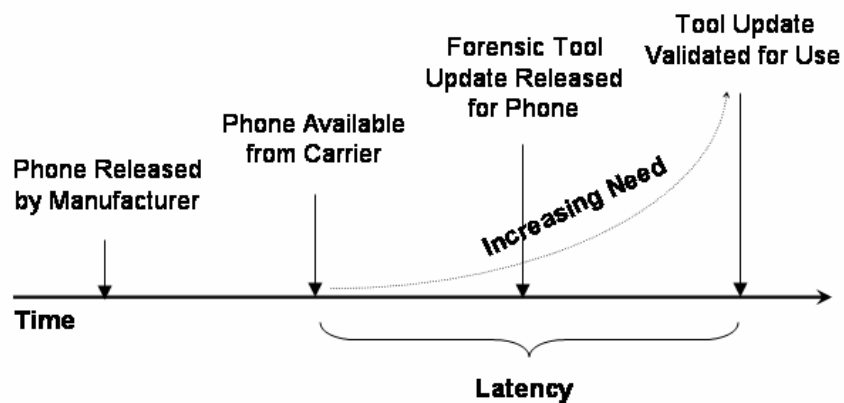 Phone Released
by Manufacturer
Phone Available
from Carrier
Forensic Tool
Update Released
for Phone
Tool Update
Validated for Use
Increasing Need
Time
Latency